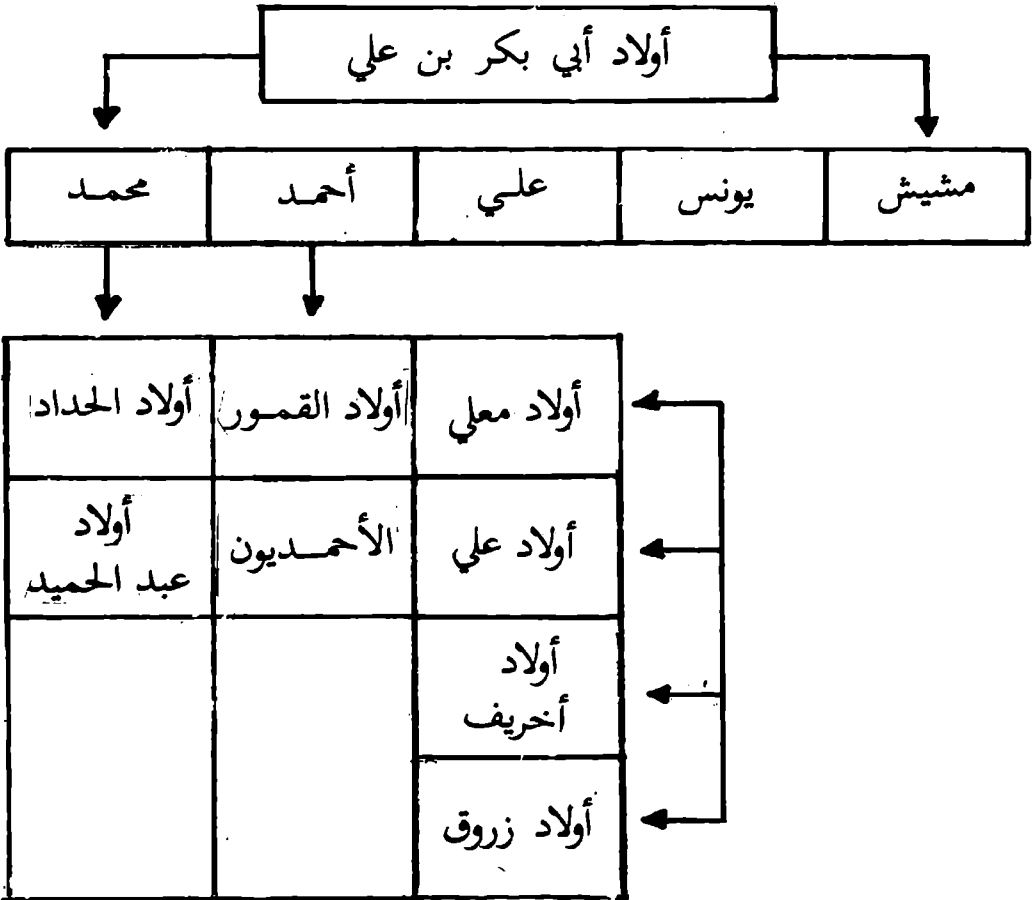 أولاد أبي بكر بن علي
مشيش
يونس
علي
أحمد
محمد
أولاد معلي
أولاد القمور
أولاد الحداد
أولاد علي
الأحمديون
أولاد
عبد الحميد
أولاد
أخريف
أولاد زروق